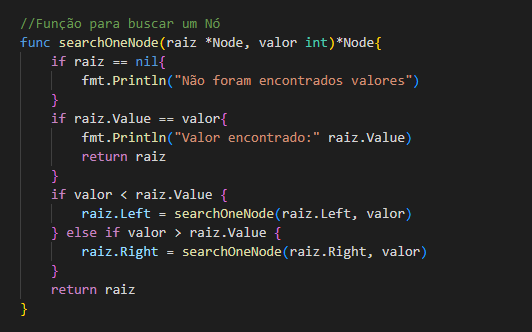 //Função para buscar um Nó
func searchOneNode(raiz *Node, valor int)*Node{
    if raiz == nil{
        fmt.Println("Não foram encontrados valores")
    }
    if raiz.Value == valor{
        fmt.Println("Valor encontrado:" raiz.Value)
        return raiz
    }
    if valor < raiz.Value {
        raiz.Left = searchOneNode(raiz.Left, valor)
    } else if valor > raiz.Value {
        raiz.Right = searchOneNode(raiz.Right, valor)
    }
    return raiz
}